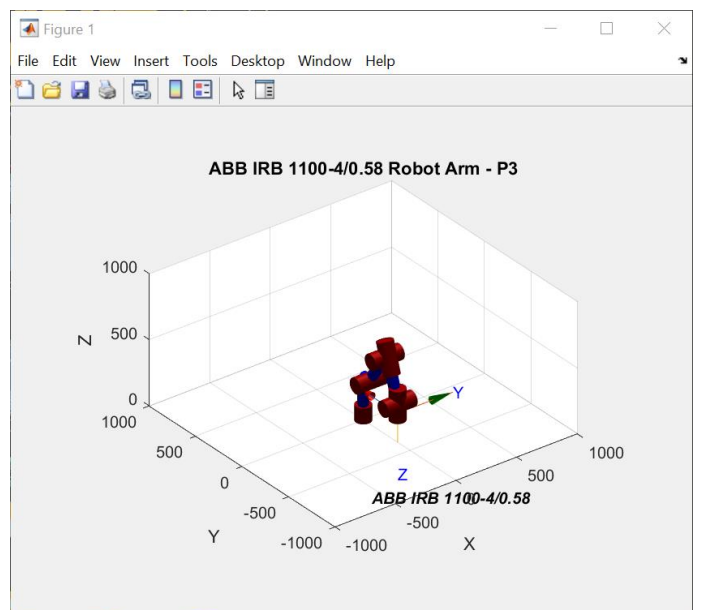 Figure 1
File Edit View Insert Tools Desktop Window Help
ABB IRB 1100-4/0.58 Robot Arm - P3
1000
500
0
Z
1000
500
0
-500
-1000
Y
-1000
-500
0
500
1000
X
Y
Z
ABB IRB 1100-4/0.58